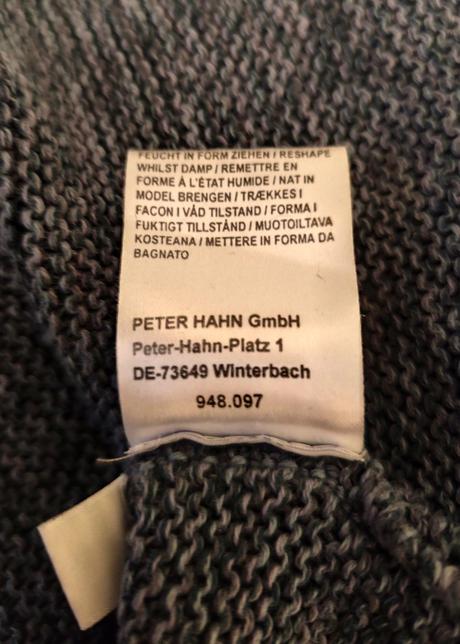 FEUCHT IN FORM ZIEHEN / RESHAPE
WHILST DAMP / REMETTRE EN
FORME À L'ÉTAT HUMIDE / NAT IN
MODEL BRENGEN / TRÆKKES I
FACON I VÅD TILSTAND / FORMA I
FUKTIGT TILLSTÅND / MUOTOILTAVA
KOSTEANA / METTERE IN FORMA DA
BAGNATO
PETER HAHN GmbH
Peter-Hahn-Platz 1
DE-73649 Winterbach
948.097